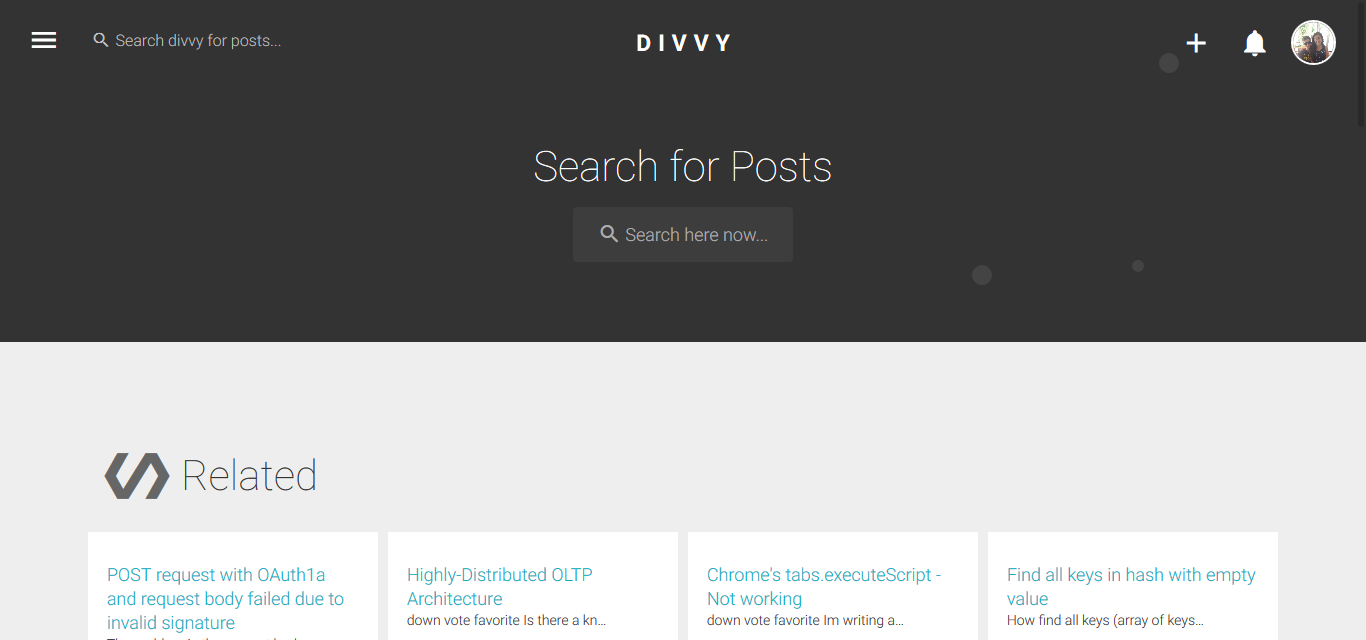 Search divvy for posts...
DIVVY
Search for Posts
Search here now...
Related
POST request with OAuth1a
and request body failed due to
invalid signature
Highly-Distributed OLTP
Architecture
down vote favorite Is there a kn...
Chrome's tabs.executeScript -
Not working
down vote favorite Im writing a...
Find all keys in hash with empty
value
How find all keys (array of keys...